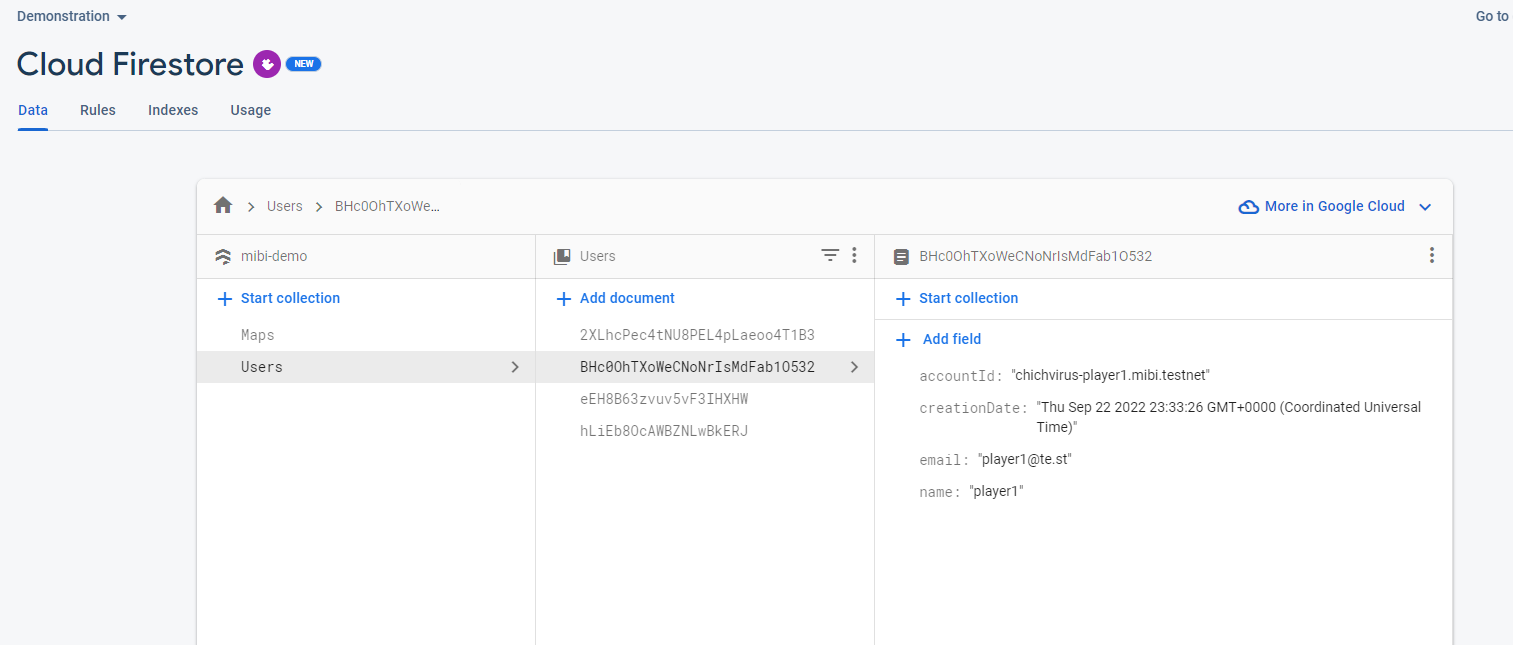 Demonstration
Go to
Cloud Firestore NEW
Data Rules Indexes Usage
Users BHc0OhTXoWe...
More in Google Cloud
mibi-demo
Users
BHc0OhTXoWeCNoNrIsMdFab1O532
Start collection
Add document
Start collection
Maps
Users
2XLhcPec4tNU8PEL4pLaeoo4T1B3
BHc0OhTXoWeCNoNrIsMdFab1O532
eEH8B63zvuv5vF3IHXHW
hLiEb8OcAWBZNLwBkERJ
Add field
accountId: "chichvirus-player1.mibi.testnet"
creationDate: "Thu Sep 22 2022 23:33:26 GMT+0000 (Coordinated Universal
Time)"
email: "player1@te.st"
name: "player1"